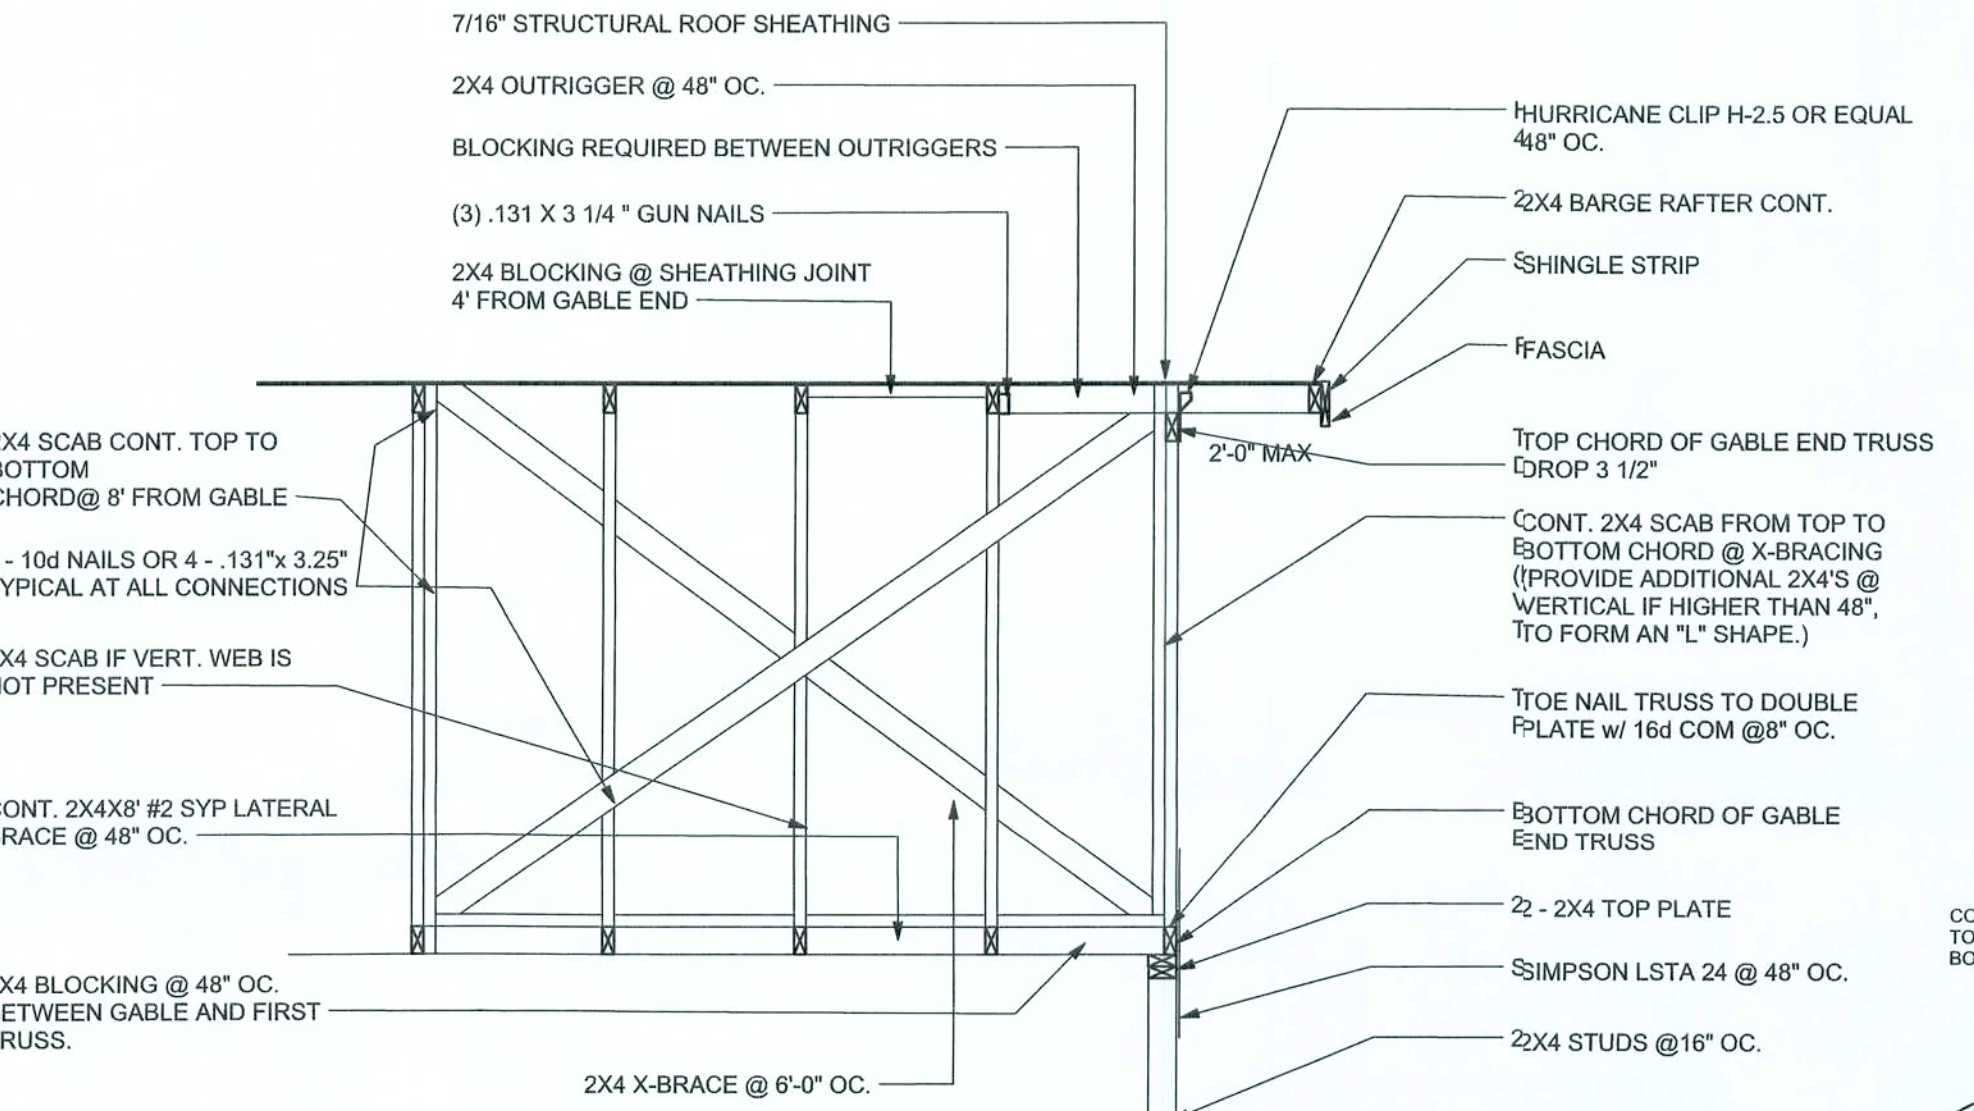 7/16" STRUCTURAL ROOF SHEATHING
2X4 OUTRIGGER @ 48" OC.
BLOCKING REQUIRED BETWEEN OUTRIGGERS
(3) .131 X 3 1/4 " GUN NAILS
2X4 BLOCKING @ SHEATHING JOINT
4' FROM GABLE END
HURRICANE CLIP H-2.5 OR EQUAL
48" OC.
2X4 BARGE RAFTER CONT.
SHINGLE STRIP
FASCIA
2'-0" MAX
TOP CHORD OF GABLE END TRUSS
DROP 3 1/2"
CONT. 2X4 SCAB FROM TOP TO
BOTTOM CHORD @ X-BRACING
(PROVIDE ADDITIONAL 2X4'S @
VERTICAL IF HIGHER THAN 48",
TO FORM AN "L" SHAPE.)
TOE NAIL TRUSS TO DOUBLE
PLATE w/ 16d COM @8" OC.
BOTTOM CHORD OF GABLE
END TRUSS
2 - 2X4 TOP PLATE
SIMPSON LSTA 24 @ 48" OC.
2X4 STUDS @16" OC.
X4 SCAB CONT. TOP TO
BOTTOM
CHORD@ 8' FROM GABLE
- 10d NAILS OR 4 - .131"x 3.25"
YPICAL AT ALL CONNECTIONS
X4 SCAB IF VERT. WEB IS
NOT PRESENT
CONT. 2X4X8' #2 SYP LATERAL
RACE @ 48" OC.
X4 BLOCKING @ 48" OC.
ETWEEN GABLE AND FIRST
RUSS.
2X4 X-BRACE @ 6'-0" OC.
CO
TO
BO